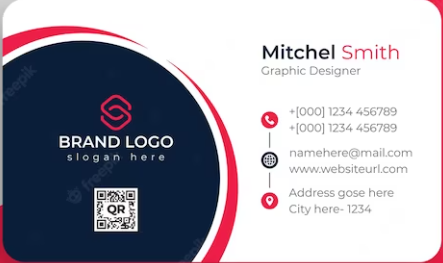 Mitchel Smith
Graphic Designer
+[000] 1234 456789
+[000] 1234 456789
namehere@mail.com
www.websiteurl.com
Address gose here
City here- 1234
BRAND LOGO
slogan here
QR
freepik